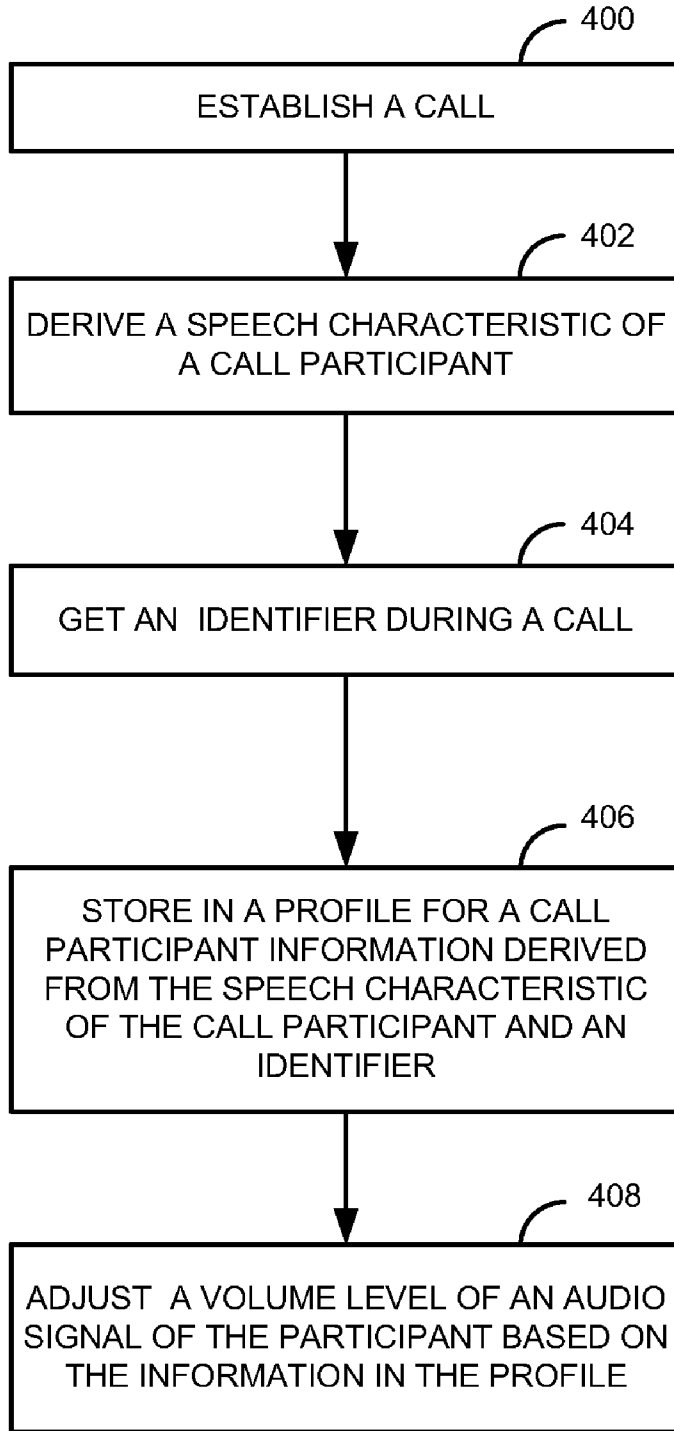 400
ESTABLISH A CALL
402
DERIVE A SPEECH CHARACTERISTIC OF
A CALL PARTICIPANT
404
GET AN IDENTIFIER DURING A CALL
406
STORE IN A PROFILE FOR A CALL
PARTICIPANT INFORMATION DERIVED
FROM THE SPEECH CHARACTERISTIC
OF THE CALL PARTICIPANT AND AN
IDENTIFIER
408
ADJUST A VOLUME LEVEL OF AN AUDIO
SIGNAL OF THE PARTICIPANT BASED ON
THE INFORMATION IN THE PROFILE